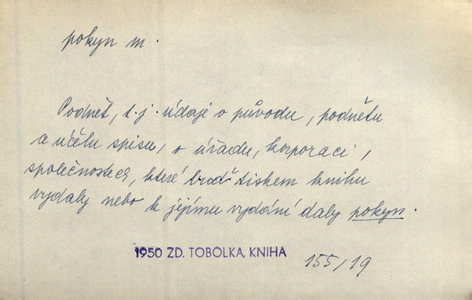 pokyn m.
Podnět, t. j. údaje o původu, podnětu
a účelu spisu, o úřadu, korporaci,
společnostech, které buď tiskem knihu
vydaly nebo k jejímu vydání daly pokyn.
1950 ZD. TOBOLKA, KNIHA
155/19